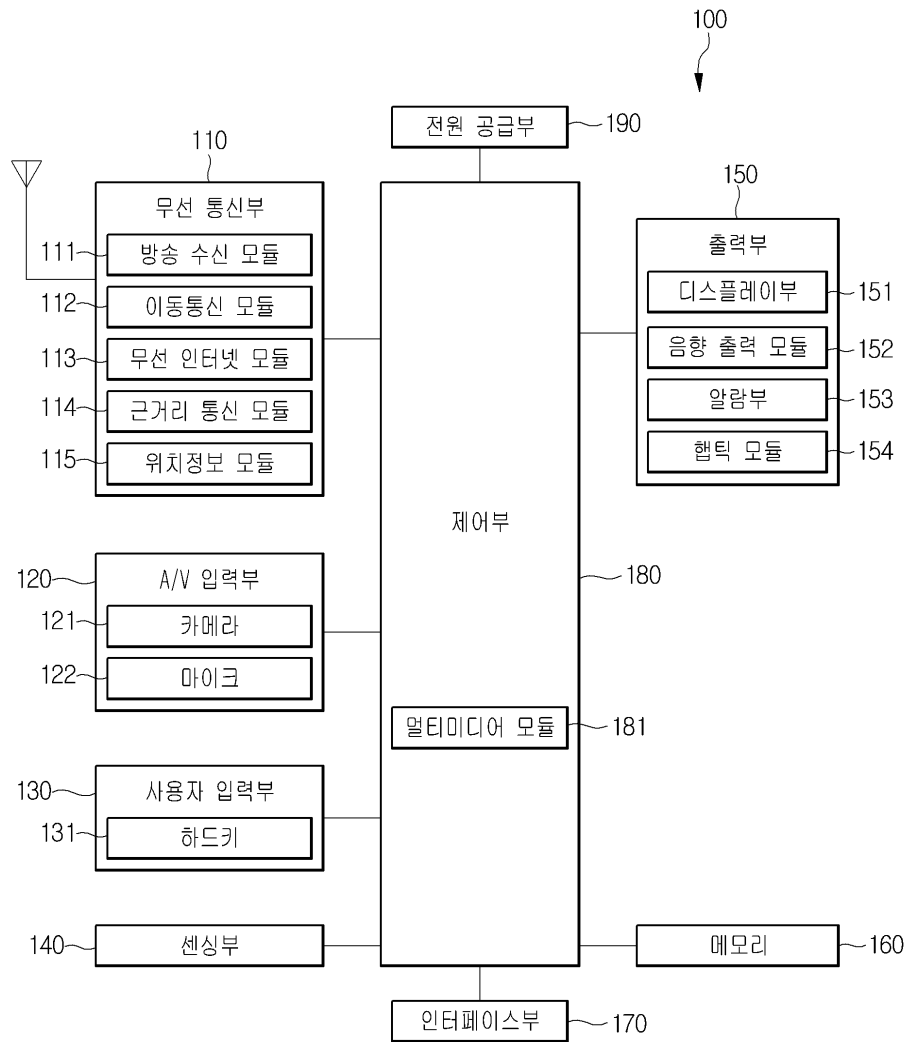 100
전원 공급부
190
110
무선 통신부
111
방송 수신 모듈
112
이동통신 모듈
113
무선 인터넷 모듈
114
근거리 통신 모듈
115
위치정보 모듈
150
출력부
디스플레이부
151
음향 출력 모듈
152
알람부
153
햅틱 모듈
154
제어부
180
120
A/V 입력부
121
카메라
122
마이크
멀티미디어 모듈
181
130
사용자 입력부
131
하드키
140
센싱부
메모리
160
인터페이스부
170